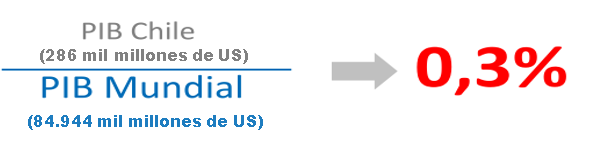 PIB Chile
(286 mil millones de US)
PIB Mundial
(84.944 mil millones de US)
0,3%